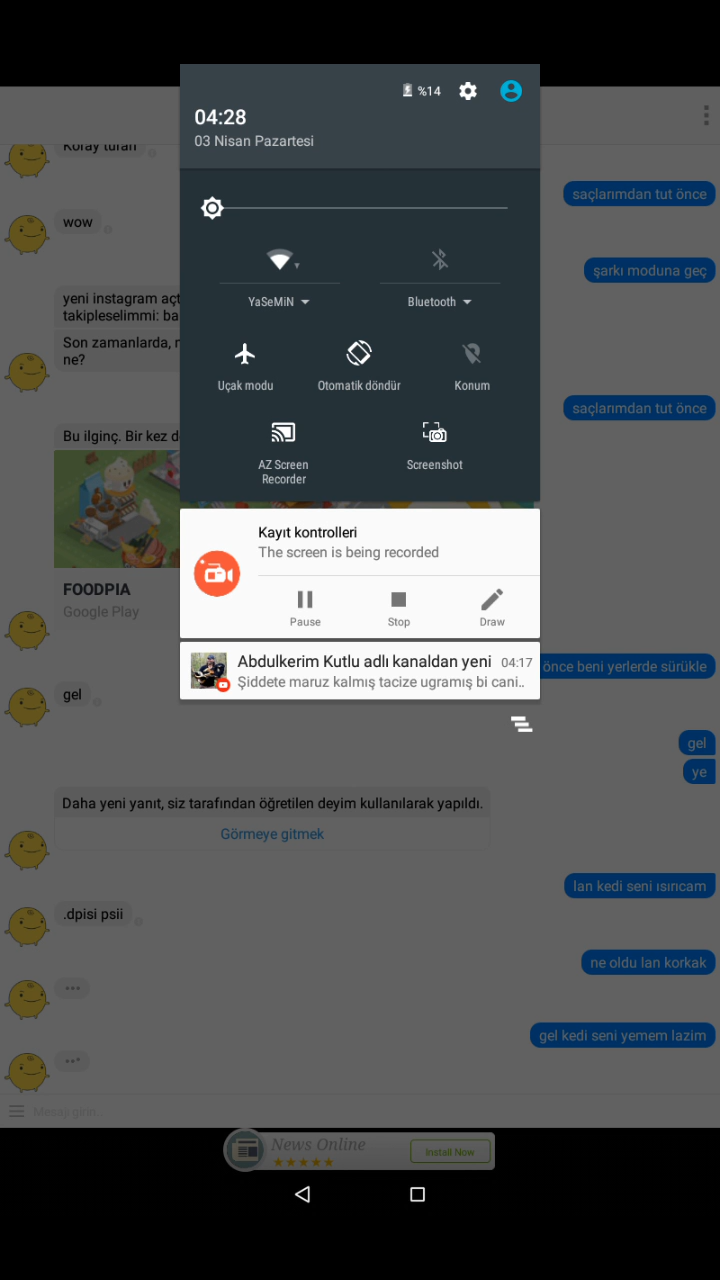 %14
04:28
03 Nisan Pazartesi
YaSeMiN
Bluetooth
Uçak modu
Otomatik döndür
Konum
AZ Screen
Recorder
Screenshot
Kayıt kontrolleri
The screen is being recorded
Pause
Stop
Draw
Abdulkerim Kutlu adlı kanaldan yeni
04:17
Şiddete maruz kalmış tacize ugramış bi cani..
Koray turan
saçlarımdan tut önce
wow
şarkı moduna geç
yeni instagram açt
takipleselimmi: ba
Son zamanlarda,
ne?
saçlarımdan tut önce
Bu ilginç. Bir kez d
FOODPIA
Google Play
önce beni yerlerde sürükle
gel
gel
ye
Daha yeni yanıt, siz tarafından öğretilen deyim kullanılarak yapıldı.
Görmeye gitmek
lan kedi seni ısırıcam
.dpisi psii
ne oldu lan korkak
...
gel kedi seni yemem lazim
...
Mesajı girin...
News Online
Install Now